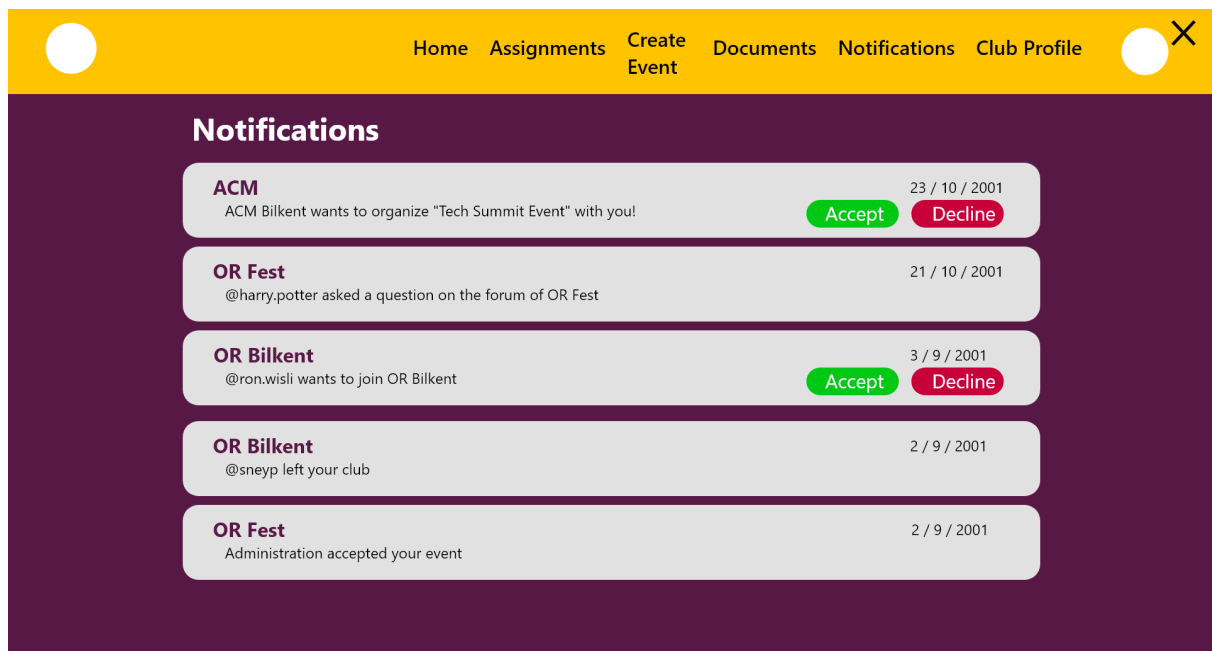 Home Assignments Create Event Documents Notifications Club Profile
Notifications
ACM 23 / 10 / 2001
ACM Bilkent wants to organize "Tech Summit Event" with you! Accept Decline
OR Fest 21 / 10 / 2001
@harry.potter asked a question on the forum of OR Fest
OR Bilkent 3 / 9 / 2001
@ron.wisli wants to join OR Bilkent Accept Decline
OR Bilkent 2 / 9 / 2001
@sneyp left your club
OR Fest 2 / 9 / 2001
Administration accepted your event